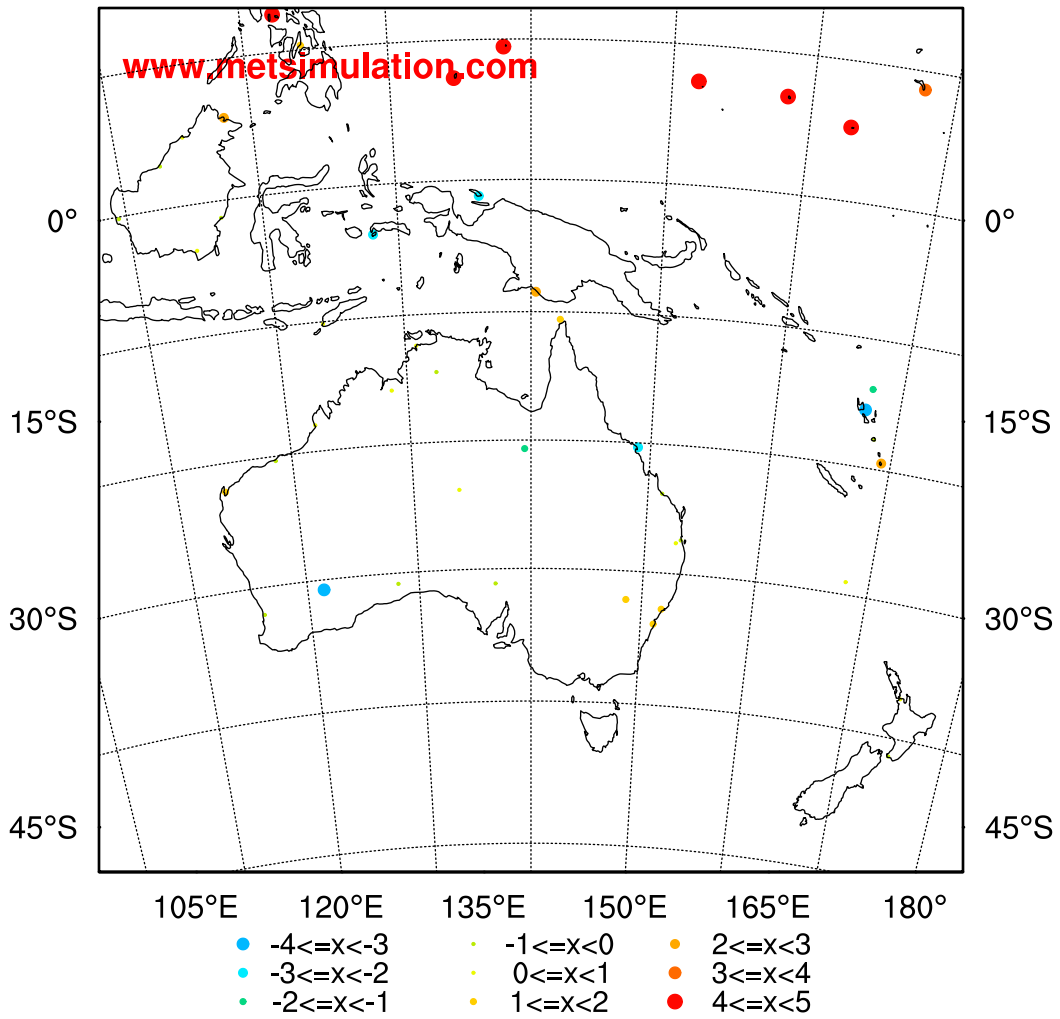 www.metsimulation.com
0° 0°
15°S 15°S
30°S 30°S
45°S 45°S
105°E 120°E 135°E 150°E 165°E 180°
-4<=x<-3 -1<=x<0 2<=x<3
-3<=x<-2 0<=x<1 3<=x<4
-2<=x<-1 1<=x<2 4<=x<5